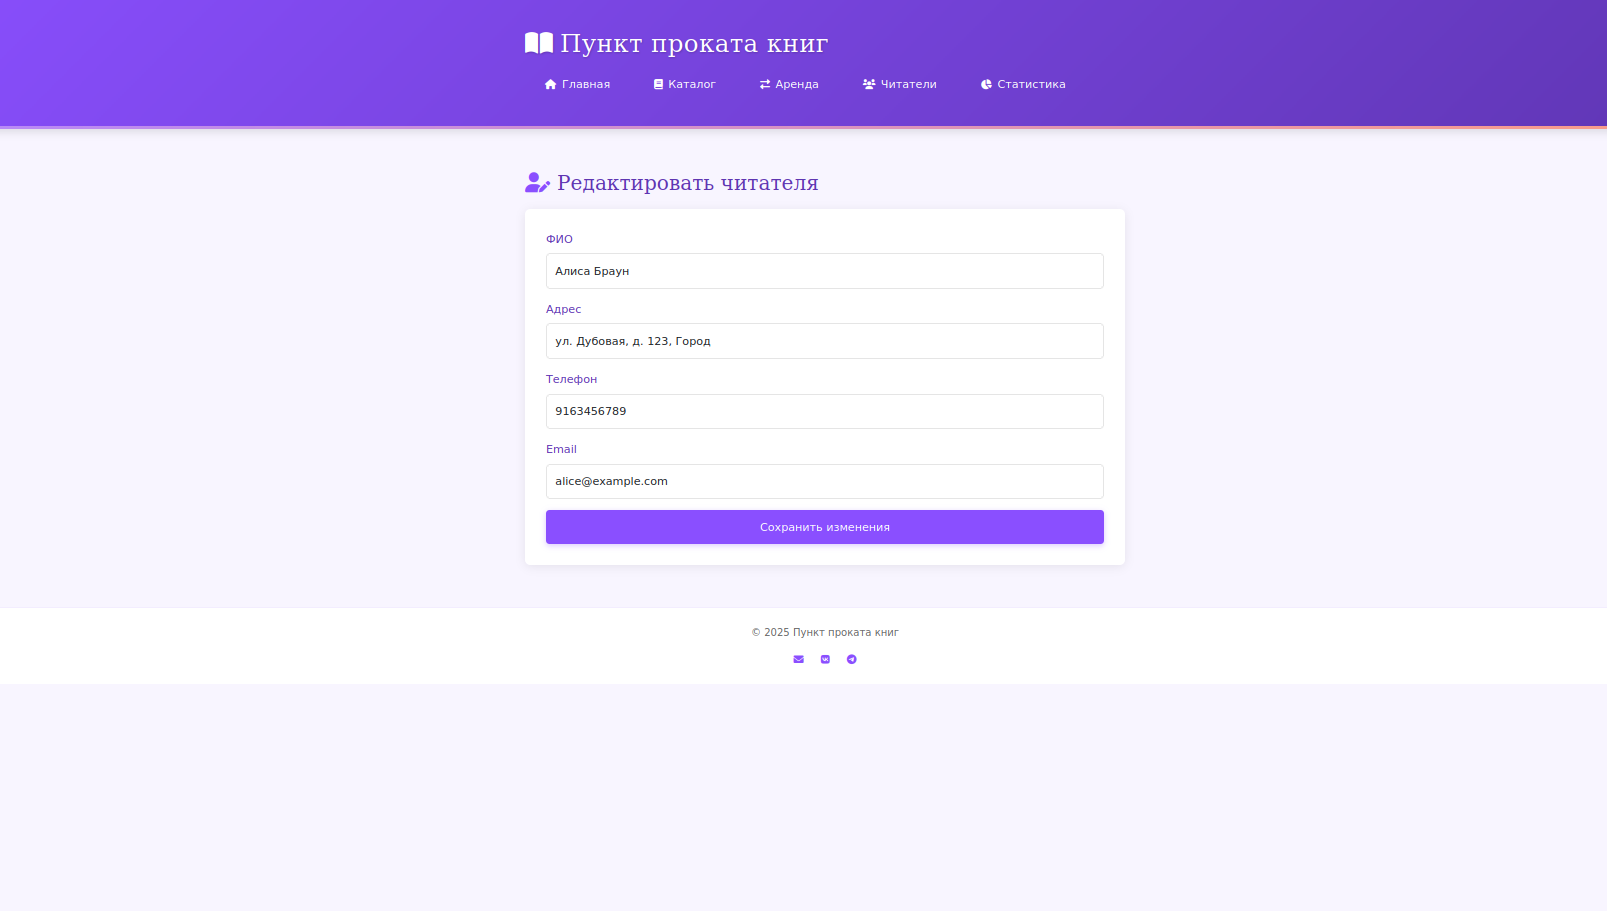 Пункт проката книг
Главная Каталог Аренда Читатели Статистика
Редактировать читателя
ФИО
Алиса Браун
Адрес
ул. Дубовая, д. 123, Город
Телефон
9163456789
Email
alice@example.com
Сохранить изменения
© 2025 Пункт проката книг